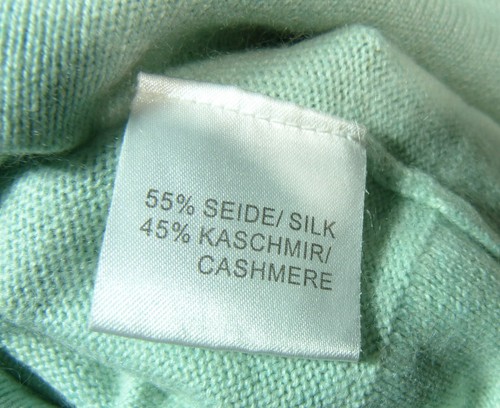 55% SEIDE/ SILK
45% KASCHMIR/
CASHMERE